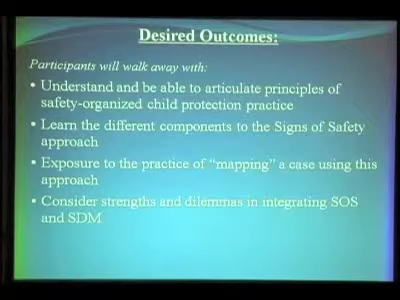 Desired Outcomes:
Participants will walk away with:
• Understand and be able to articulate principles of
safety-organized child protection practice
• Learn the different components to the Signs of Safety
approach
• Exposure to the practice of "mapping" a case using this
approach
• Consider strengths and dilemmas in integrating SOS
and SDM